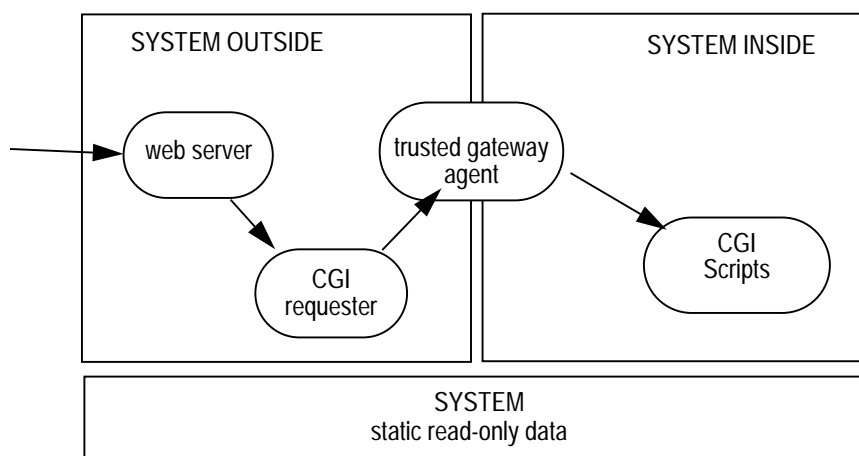 SYSTEM OUTSIDE
SYSTEM INSIDE
web server
trusted gateway
agent
CGI
requester
CGI
Scripts
SYSTEM
static read-only data